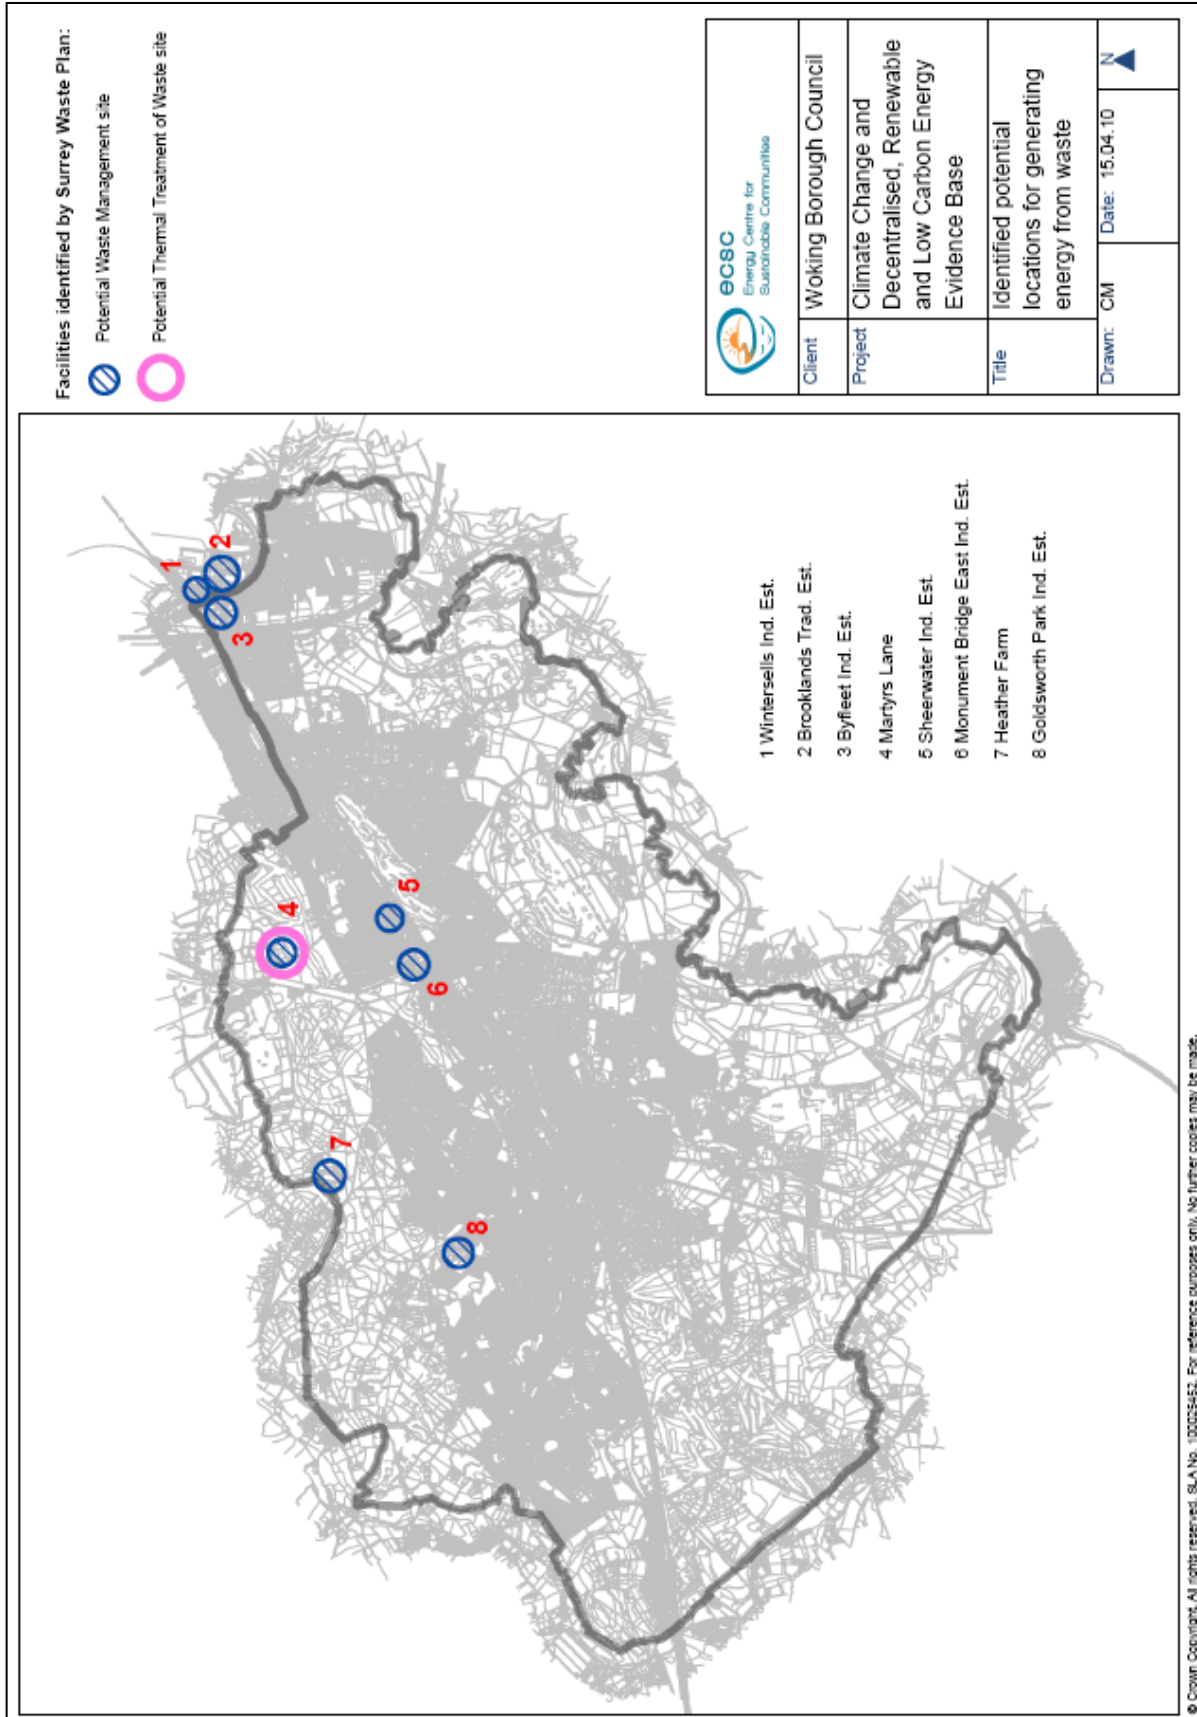 Facilities identified by Surrey Waste Plan:
Potential Waste Management site
Potential Thermal Treatment of Waste site
1
2
3
4
5
6
7
8
1 Wintersells Ind. Est.
2 Brooklands Trad. Est.
3 Byfleet Ind. Est.
4 Martyrs Lane
5 Sheerwater Ind. Est.
6 Monument Bridge East Ind. Est.
7 Heather Farm
8 Goldsworth Park Ind. Est.
ecsc
Energy Centre for
Sustainable Communities
Client Woking Borough Council
Project Climate Change and
Decentralised, Renewable
and Low Carbon Energy
Evidence Base
Title Identified potential
locations for generating
energy from waste
Drawn: CM Date: 15.04.10 N
© Crown Copyright. All rights reserved. SLA No. 100025452. For reference purposes only. No further copies may be made.